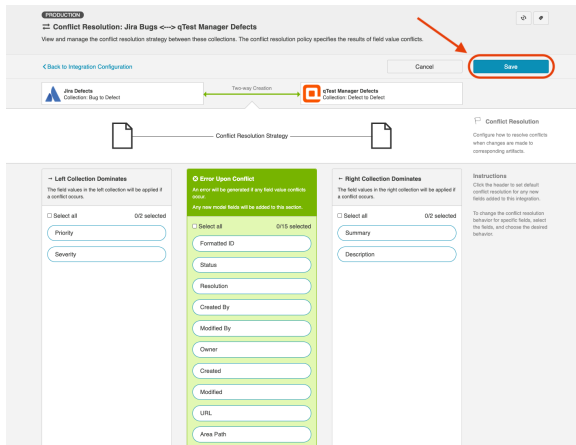 PRODUCTION
Conflict Resolution: Jira Bugs <---> qTest Manager Defects
View and manage the conflict resolution strategy between these collections. The conflict resolution policy specifies the results of field value conflicts.
Back to Integration Configuration
Cancel
Save
Jira Defects
Collection: Bug to Defect
Two-way Creation
qTest Manager Defects
Collection: Defect to Defect
Conflict Resolution Strategy
Conflict Resolution
Configure how to resolve conflicts
when changes are made to
corresponding artifacts.
Left Collection Dominates
The field values in the left collection will be applied if
a conflict occurs.
Select all 0/2 selected
Priority
Severity
Error Upon Conflict
An error will be generated if any field value conflicts
occur.
Any new model fields will be added to this section.
Select all 0/15 selected
Formatted ID
Status
Resolution
Created By
Modified By
Owner
Created
Modified
URL
Area Path
Right Collection Dominates
The field values in the right collection will be applied if
a conflict occurs.
Select all 0/2 selected
Summary
Description
Instructions
Click the header to set default
conflict resolution for any new
fields added to this integration.
To change the conflict resolution
behavior for specific fields, select
the fields, and choose the desired
behavior.